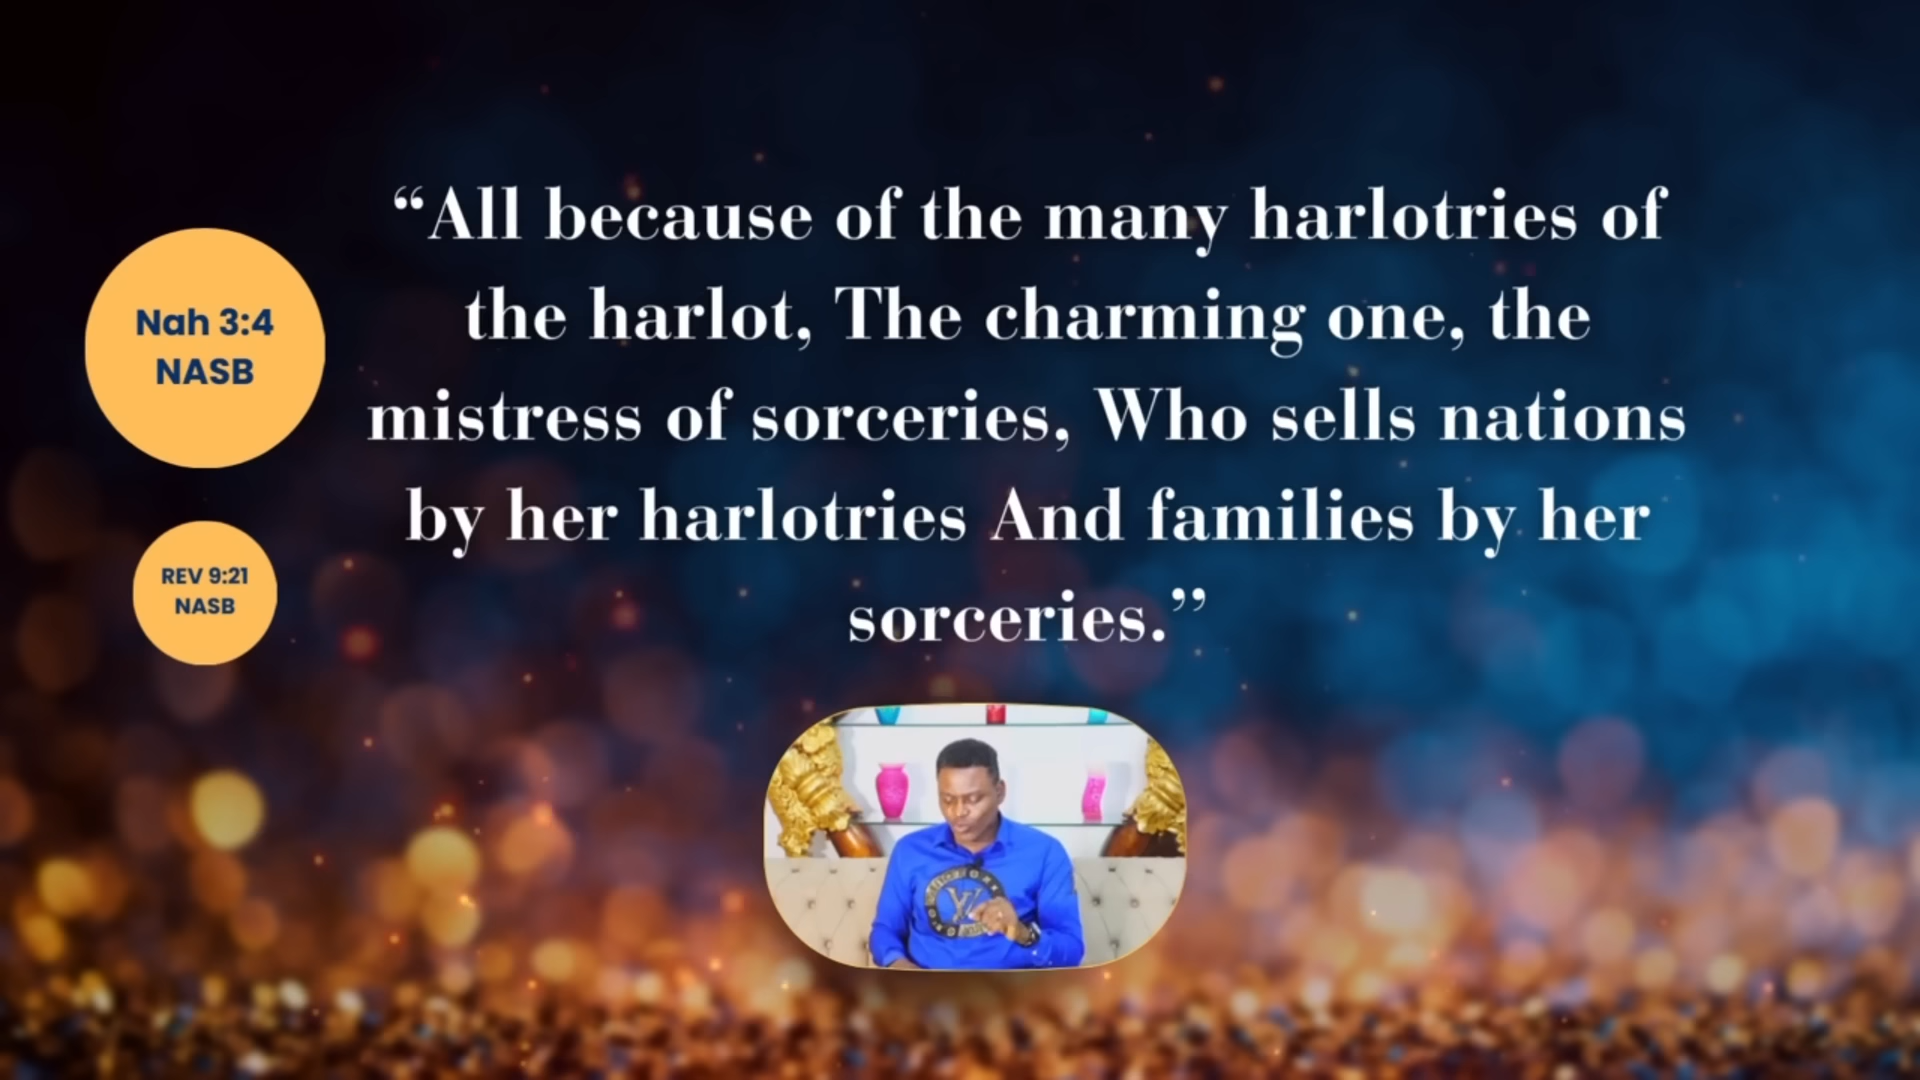 Nah 3:4
NASB
REV 9:21
NASB
“All because of the many harlotries of
the harlot, The charming one, the
mistress of sorceries, Who sells nations
by her harlotries And families by her
sorceries.”